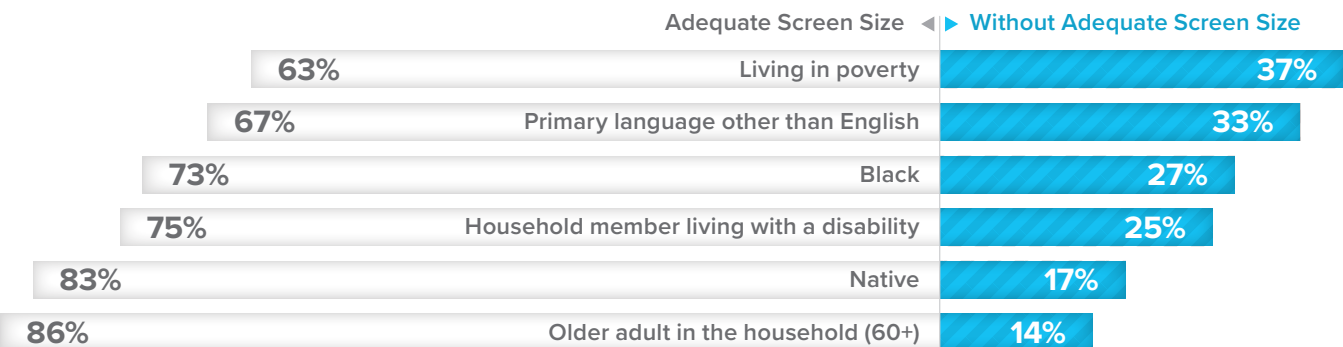 Adequate Screen Size ◀ ▶ Without Adequate Screen Size
63% Living in poverty 37%
67% Primary language other than English 33%
73% Black 27%
75% Household member living with a disability 25%
83% Native 17%
86% Older adult in the household (60+) 14%